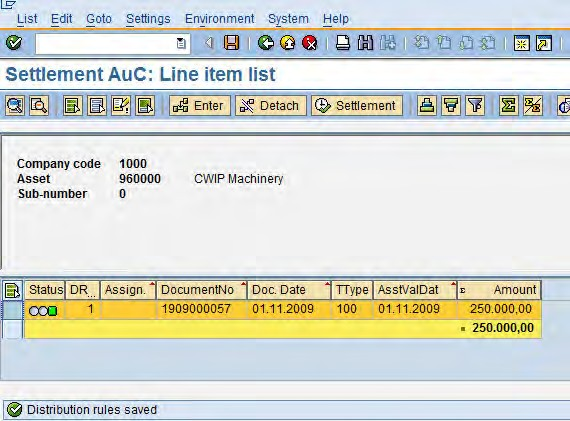 List Edit Goto Settings Environment System Help
Settlement AuC: Line item list
Enter Detach Settlement
Company code 1000
Asset 960000 CWIP Machinery
Sub-number 0
Status DR... Assign. DocumentNo Doc. Date TType AsstValDat Σ Amount
1 1909000057 01.11.2009 100 01.11.2009 250.000,00
▪ 250.000,00
Distribution rules saved